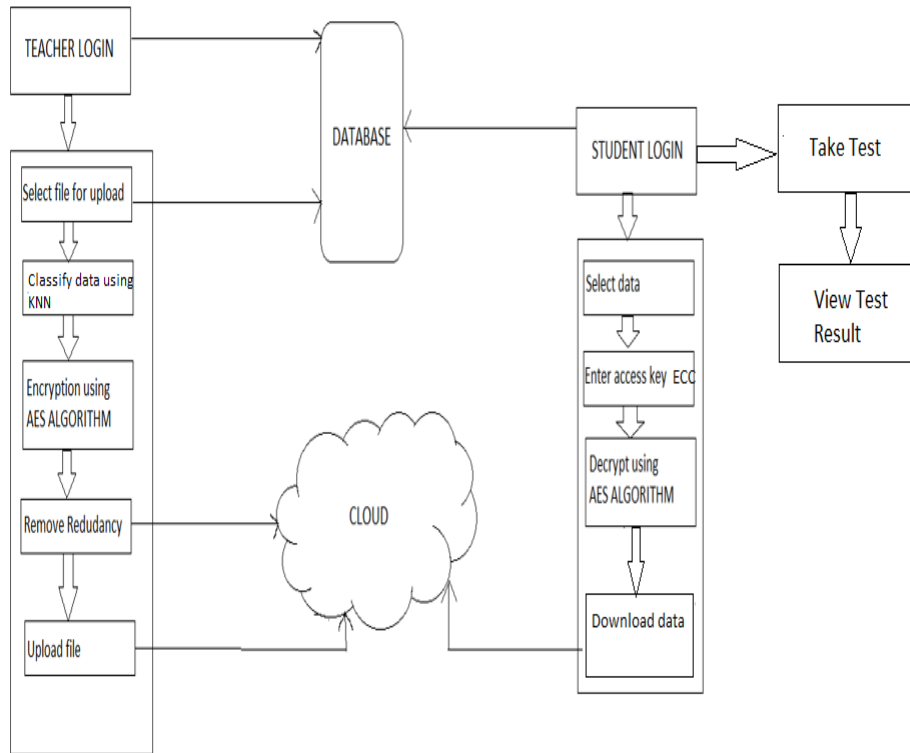 TEACHER LOGIN
DATABASE
STUDENT LOGIN
Take Test
Select file for upload
Classify data using
KNN
Select data
View Test
Result
Encryption using
AES ALGORITHM
Enter access key ECC
Decrypt using
AES ALGORITHM
Remove Redudancy
CLOUD
Upload file
Download data